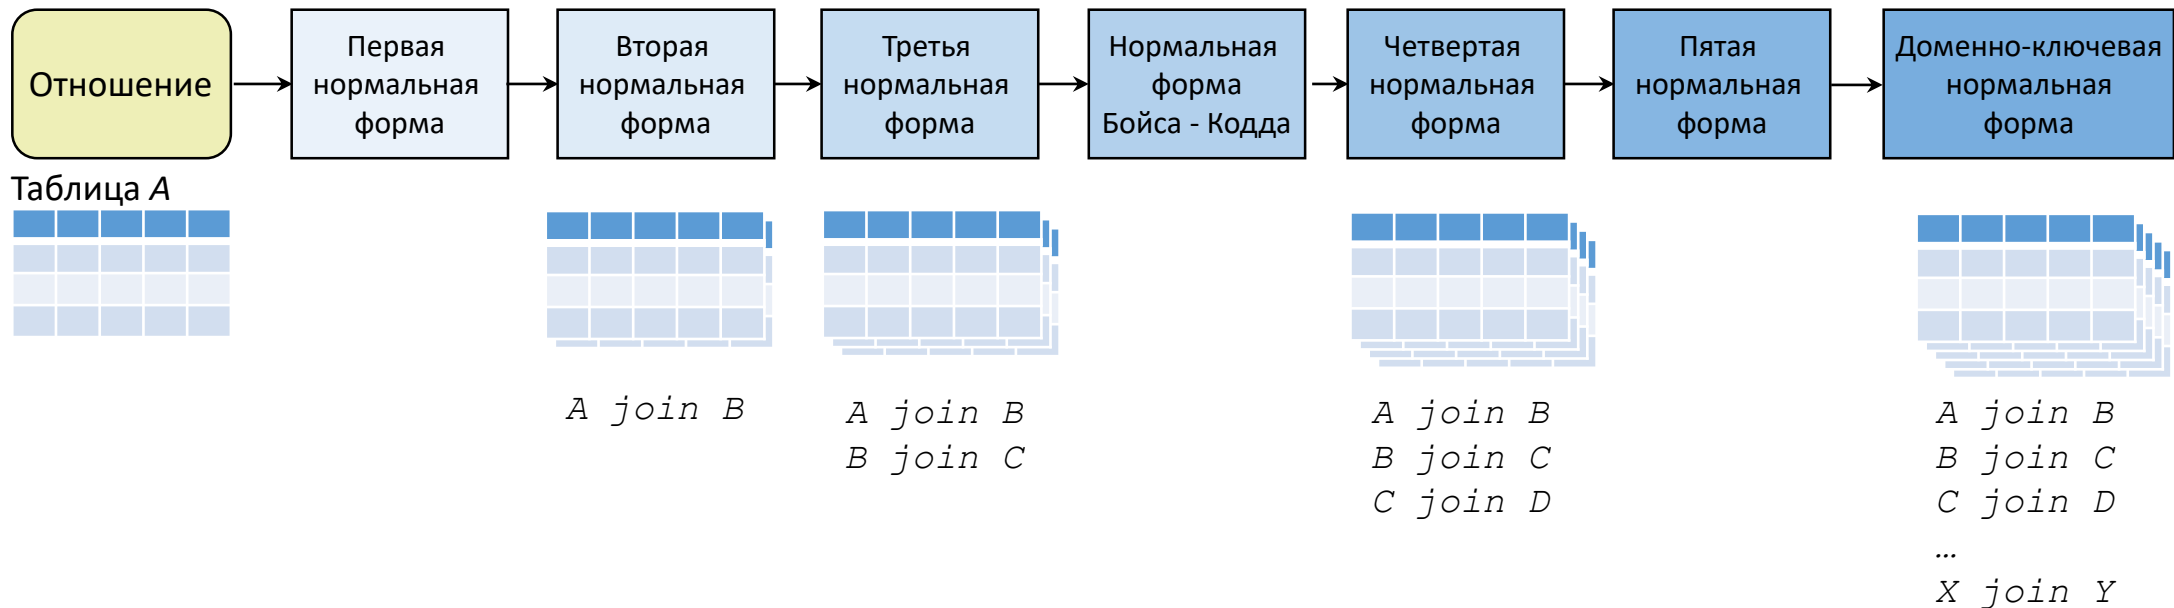 Отношение
Первая
нормальная
форма
Вторая
нормальная
форма
Третья
нормальная
форма
Нормальная
форма
Бойса - Кодда
Четвертая
нормальная
форма
Пятая
нормальная
форма
Доменно-ключевая
нормальная
форма
Таблица A
A join B
A join B
B join C
A join B
B join C
C join D
A join B
B join C
C join D
…
X join Y